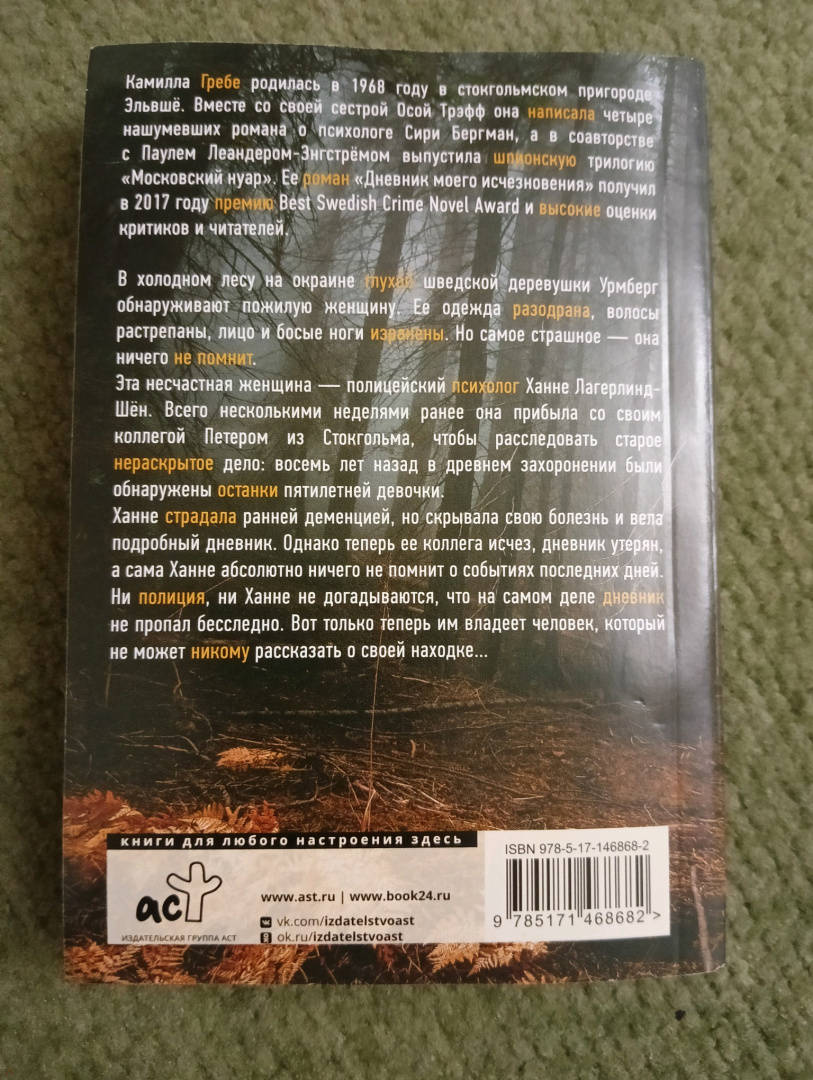 Камилла Гребе родилась в 1968 году в стокгольмском пригороде
Эльвшё. Вместе со своей сестрой Осой Трэфф она написала четыре
нашумевших романа о психологе Сири Бергман, а в соавторстве
с Паулем Леандером-Энгстрёмом выпустила шпионскую трилогию
«Московский нуар». Ее роман «Дневник моего исчезновения» получил
в 2017 году премию Best Swedish Crime Novel Award и высокие оценки
критиков и читателей.
В холодном лесу на окраине глухой шведской деревушки Урмберг
обнаруживают пожилую женщину. Ее одежда разодрана, волосы
растрепаны, лицо и босые ноги изранены. Но самое страшное — она
ничего не помнит.
Эта несчастная женщина — полицейский психолог Ханне Лагерлинд-
Шён. Всего несколькими неделями ранее она прибыла со своим
коллегой Петером из Стокгольма, чтобы расследовать старое
нераскрытое дело: восемь лет назад в древнем захоронении были
обнаружены останки пятилетней девочки.
Ханне страдала ранней деменцией, но скрывала свою болезнь и вела
подробный дневник. Однако теперь ее коллега исчез, дневник утерян,
а сама Ханне абсолютно ничего не помнит о событиях последних дней.
Ни полиция, ни Ханне не догадываются, что на самом деле дневник
не пропал бесследно. Вот только теперь им владеет человек, который
не может никому рассказать о своей находке...
книги для любого настроения здесь
аст
ИЗДАТЕЛЬСКАЯ ГРУППА АСТ
www.ast.ru | www.book24.ru
vk.com/izdatelstvoast
ok.ru/izdatelstvoast
ISBN 978-5-17-146868-2
9 785171 468682 >